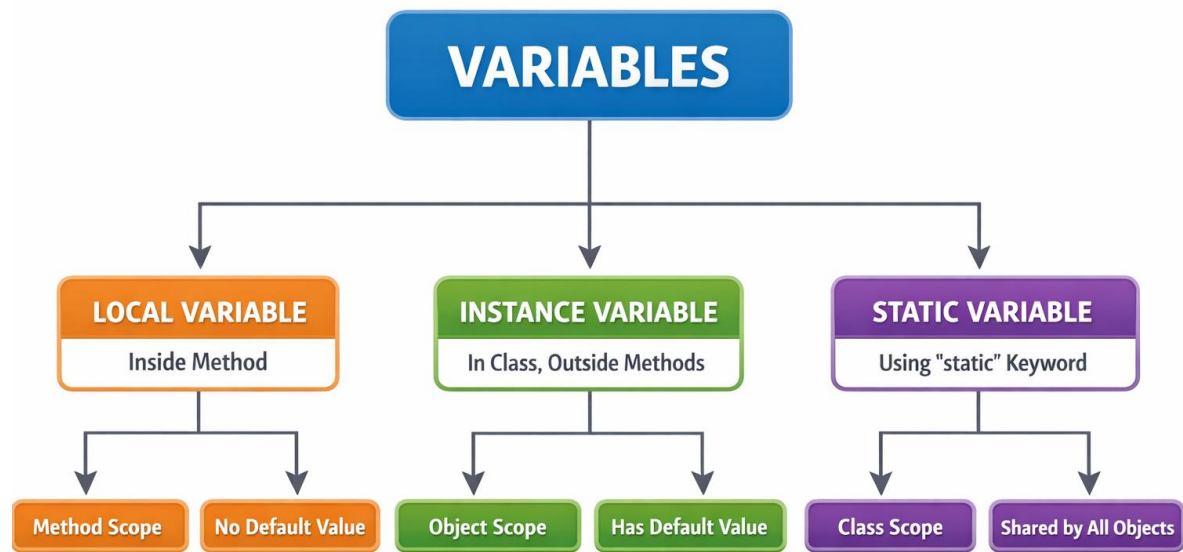 VARIABLES
LOCAL VARIABLE
Inside Method
INSTANCE VARIABLE
In Class, Outside Methods
STATIC VARIABLE
Using "static" Keyword
Method Scope
No Default Value
Object Scope
Has Default Value
Class Scope
Shared by All Objects